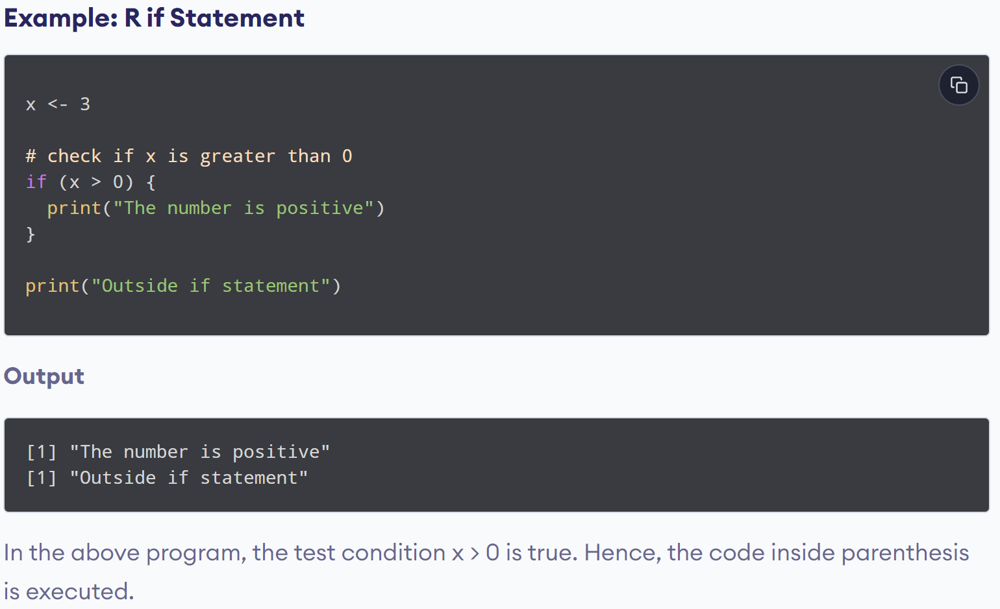 Example: R if Statement
x <- 3
# check if x is greater than 0
if (x > 0) {
  print("The number is positive")
}
print("Outside if statement")
Output
[1] "The number is positive"
[1] "Outside if statement"
In the above program, the test condition x > 0 is true. Hence, the code inside parenthesis
is executed.